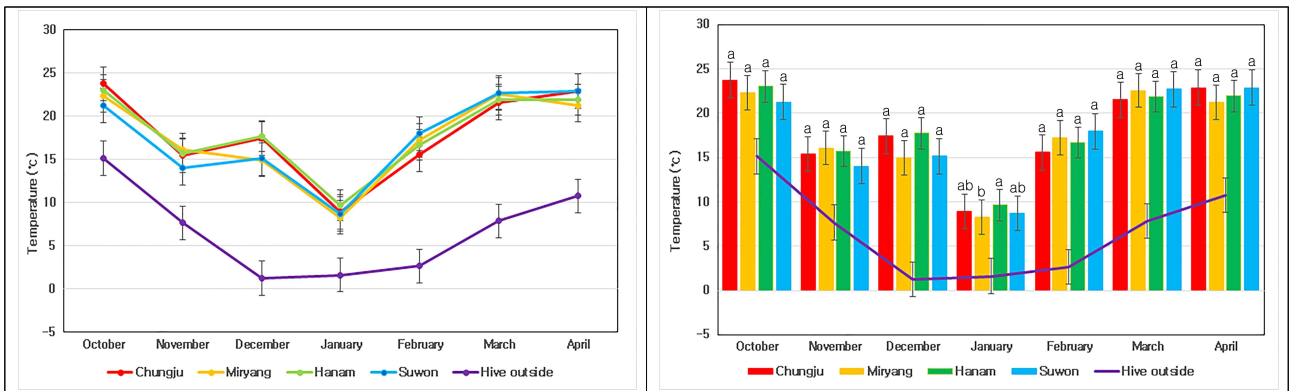 30
25
20
15
10
5
0
-5
Temperature (℃)
October November December January February March April
Chungju Miryang Hanam Suwon Hive outside
30
25
20
15
10
5
0
-5
Temperature (℃)
a a a a a a a a a a a a ab b a ab a a a a a a a a a a a a
October November December January February March April
Chungju Miryang Hanam Suwon Hive outside